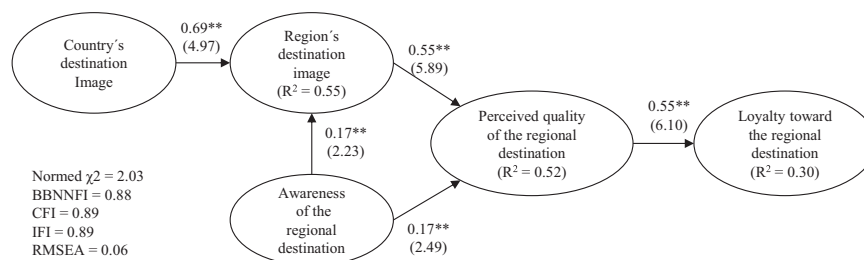 Country´s
destination
Image
0.69**
(4.97)
Region´s
destination
image
(R² = 0.55)
0.55**
(5.89)
0.17**
(2.23)
Perceived quality
of the regional
destination
(R² = 0.52)
0.55**
(6.10)
Loyalty toward
the regional
destination
(R² = 0.30)
Awareness
of the
regional
destination
0.17**
(2.49)
Normed χ2 = 2.03
BBNNFI = 0.88
CFI = 0.89
IFI = 0.89
RMSEA = 0.06